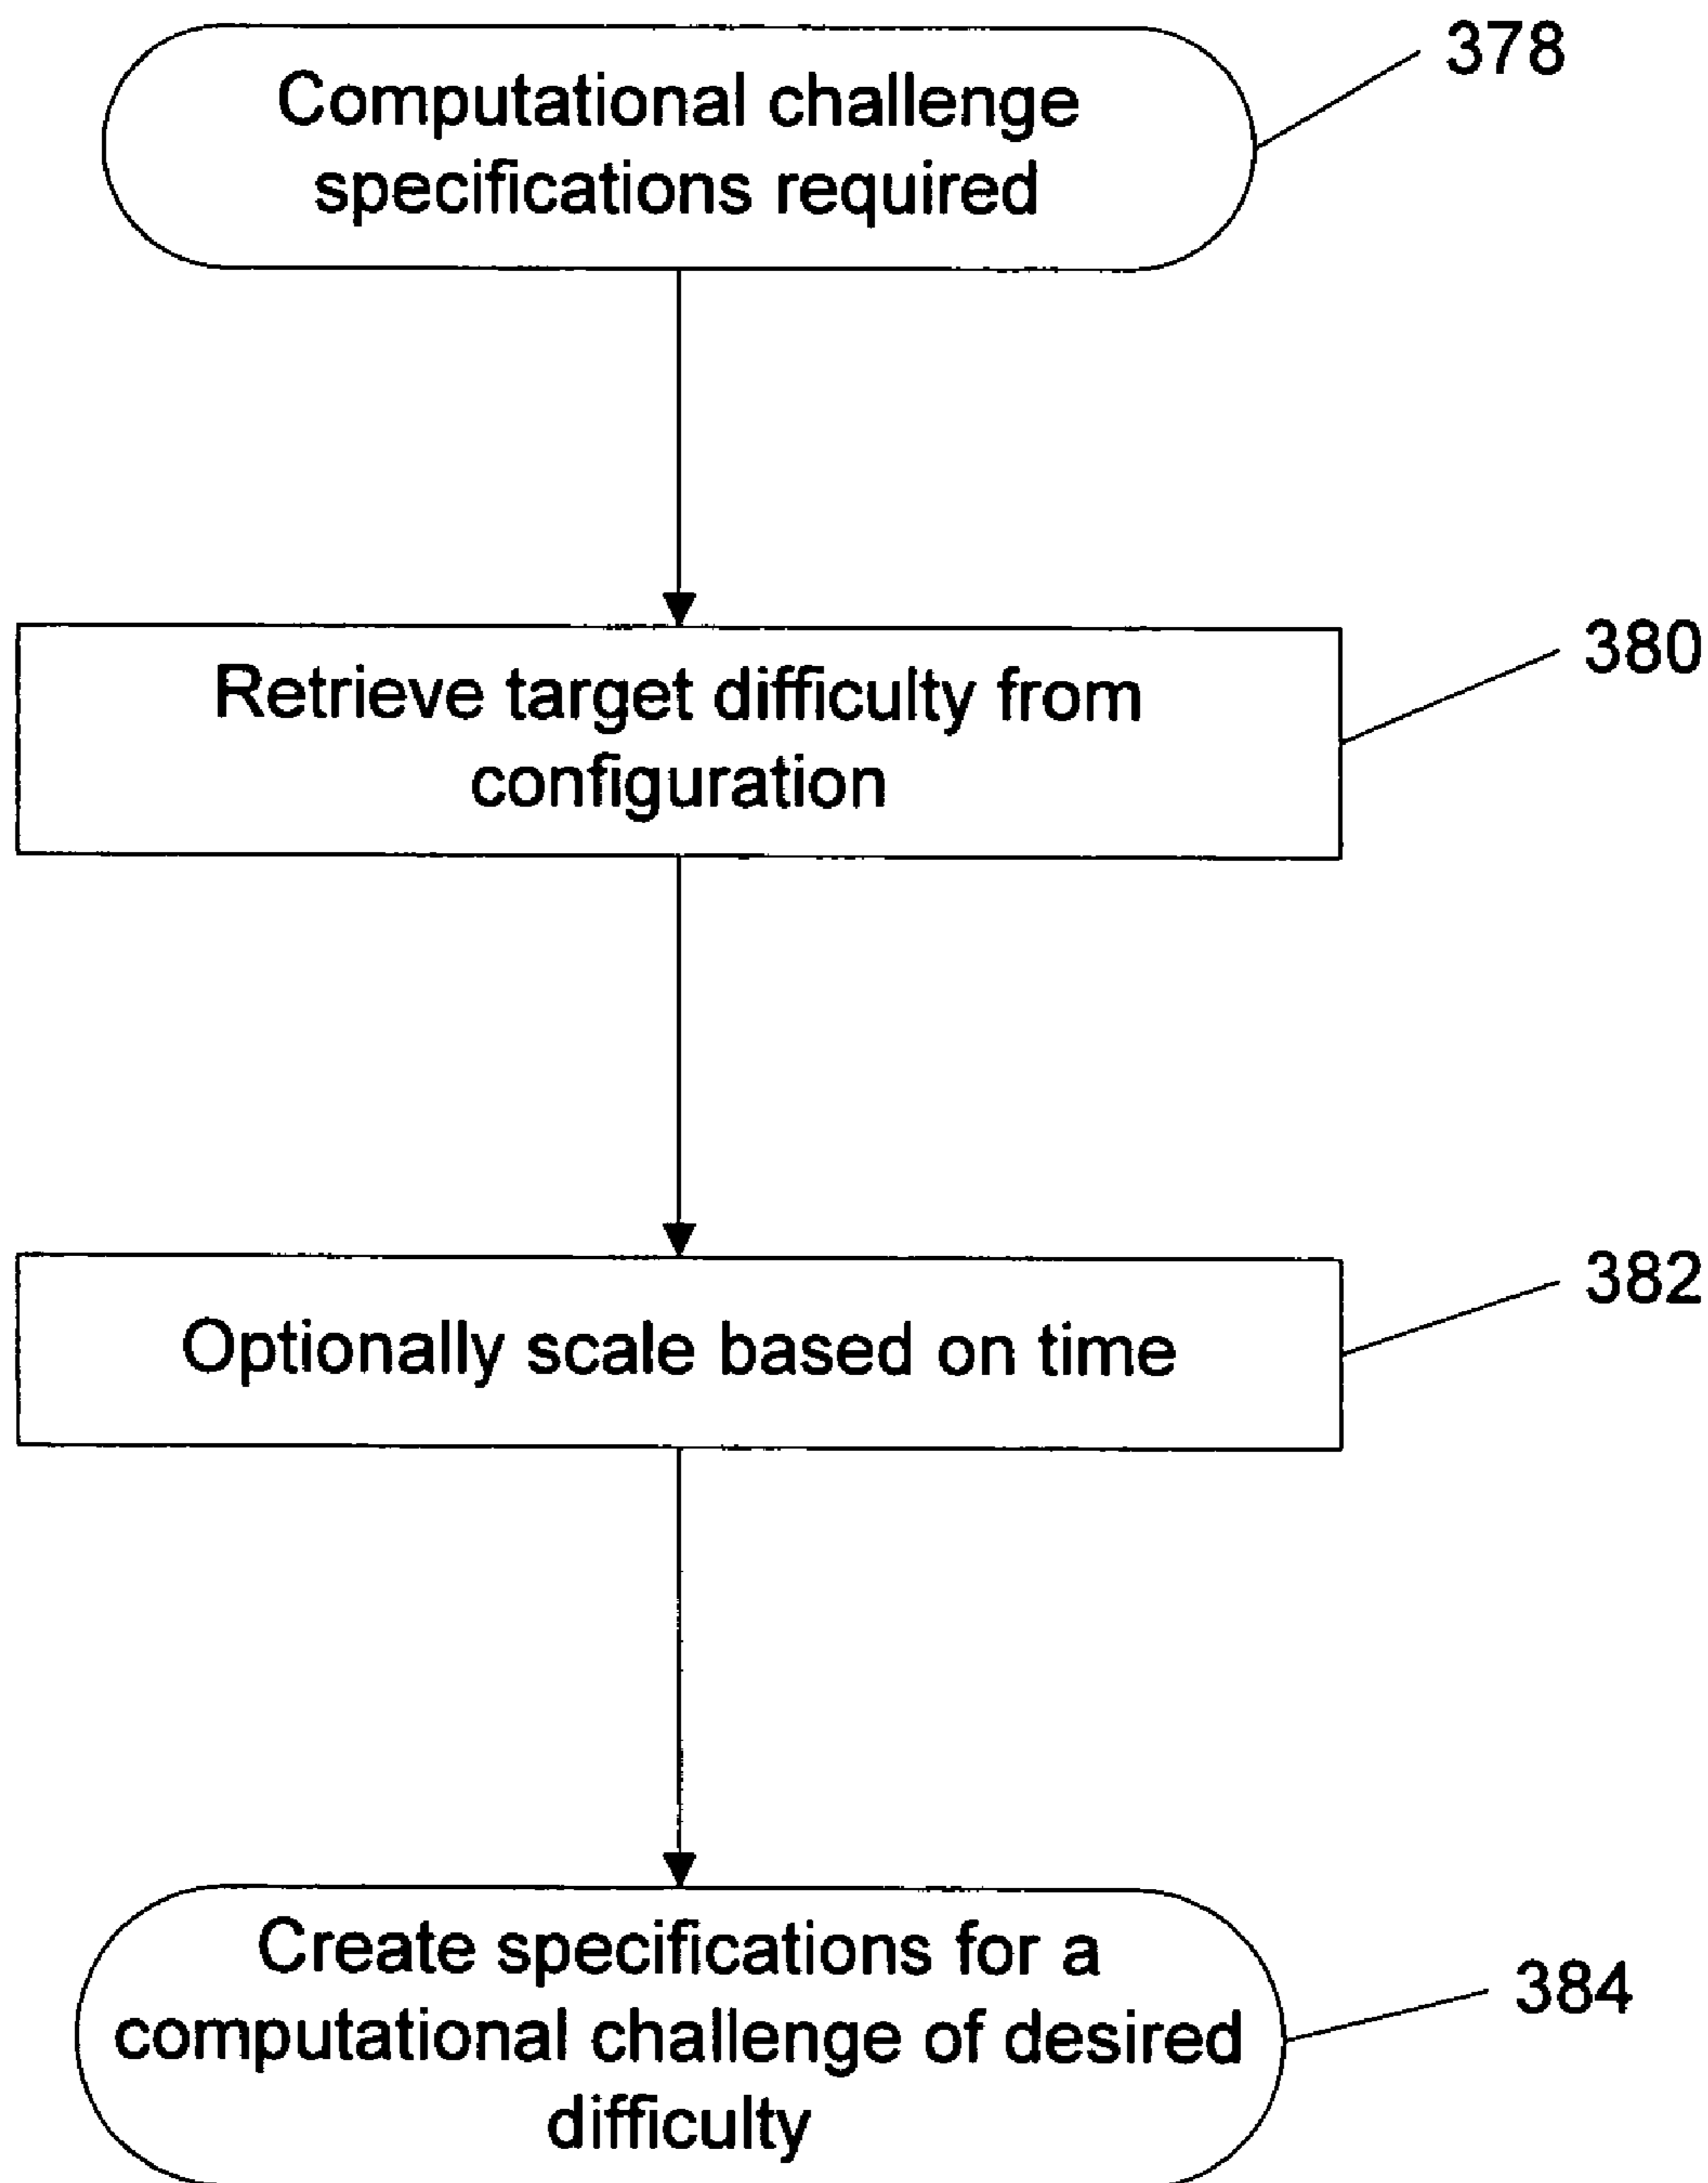 378
Computational challenge
specifications required
380
Retrieve target difficulty from
configuration
382
Optionally scale based on time
384
Create specifications for a
computational challenge of desired
difficulty